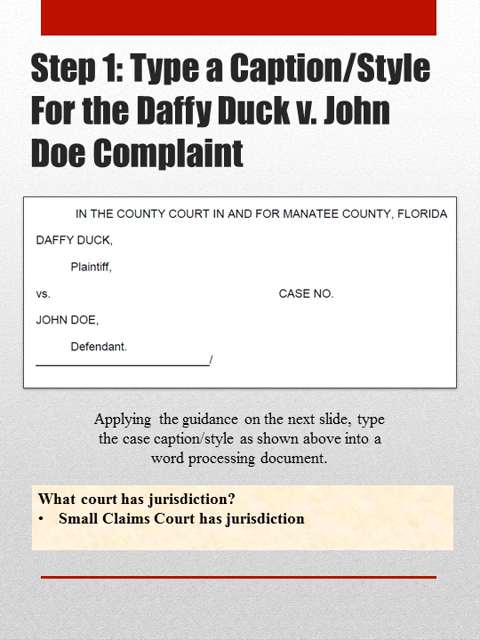 Step 1: Type a Caption/Style
For the Daffy Duck v. John
Doe Complaint
IN THE COUNTY COURT IN AND FOR MANATEE COUNTY, FLORIDA
DAFFY DUCK,
Plaintiff,
vs. CASE NO.
JOHN DOE,
Defendant.
/
Applying the guidance on the next slide, type
the case caption/style as shown above into a
word processing document.
What court has jurisdiction?
• Small Claims Court has jurisdiction